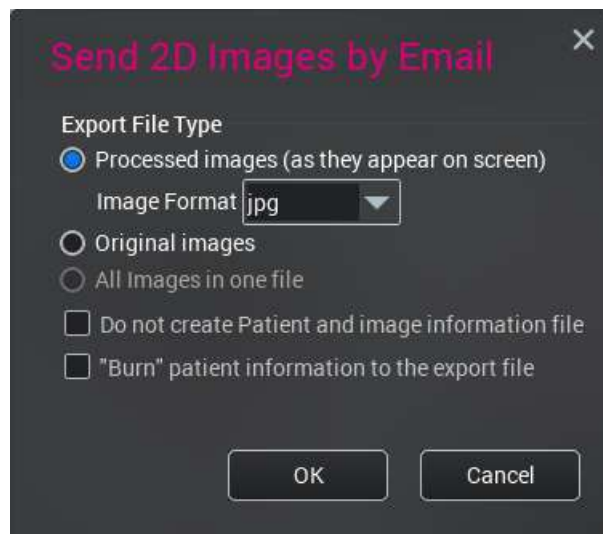 Send 2D Images by Email
Export File Type
Processed images (as they appear on screen)
Image Format jpg
Original images
All Images in one file
Do not create Patient and image information file
"Burn" patient information to the export file
OK Cancel